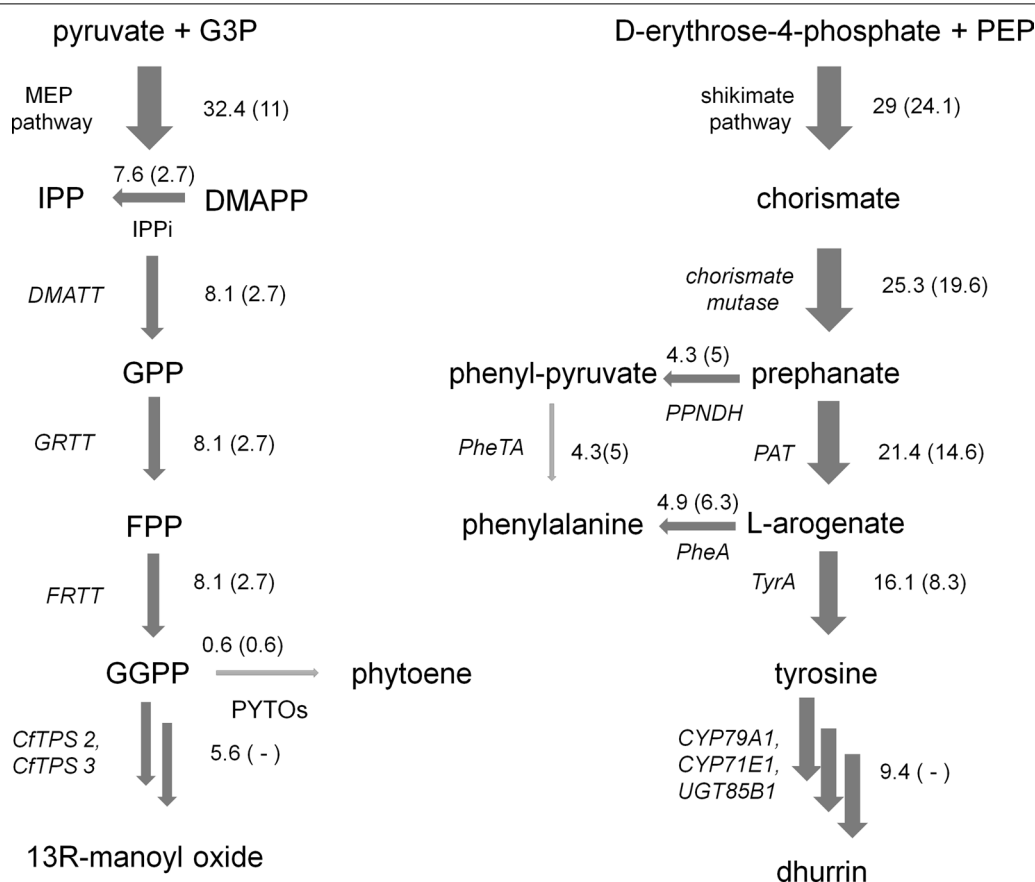 pyruvate + G3P
MEP
pathway
32.4 (11)
7.6 (2.7)
IPP
DMAPP
IPPi
DMATT
8.1 (2.7)
GPP
GRTT
8.1 (2.7)
FPP
FRTT
8.1 (2.7)
0.6 (0.6)
GGPP
phytoene
PYTOs
CfTPS 2,
CfTPS 3
5.6 ( - )
13R-manoyl oxide
D-erythrose-4-phosphate + PEP
shikimate
pathway
29 (24.1)
chorismate
chorismate
mutase
25.3 (19.6)
4.3 (5)
phenyl-pyruvate
prephanate
PPNDH
PheTA
4.3(5)
PAT
21.4 (14.6)
4.9 (6.3)
phenylalanine
L-arogenate
PheA
TyrA
16.1 (8.3)
tyrosine
CYP79A1,
CYP71E1,
UGT85B1
9.4 ( - )
dhurrin